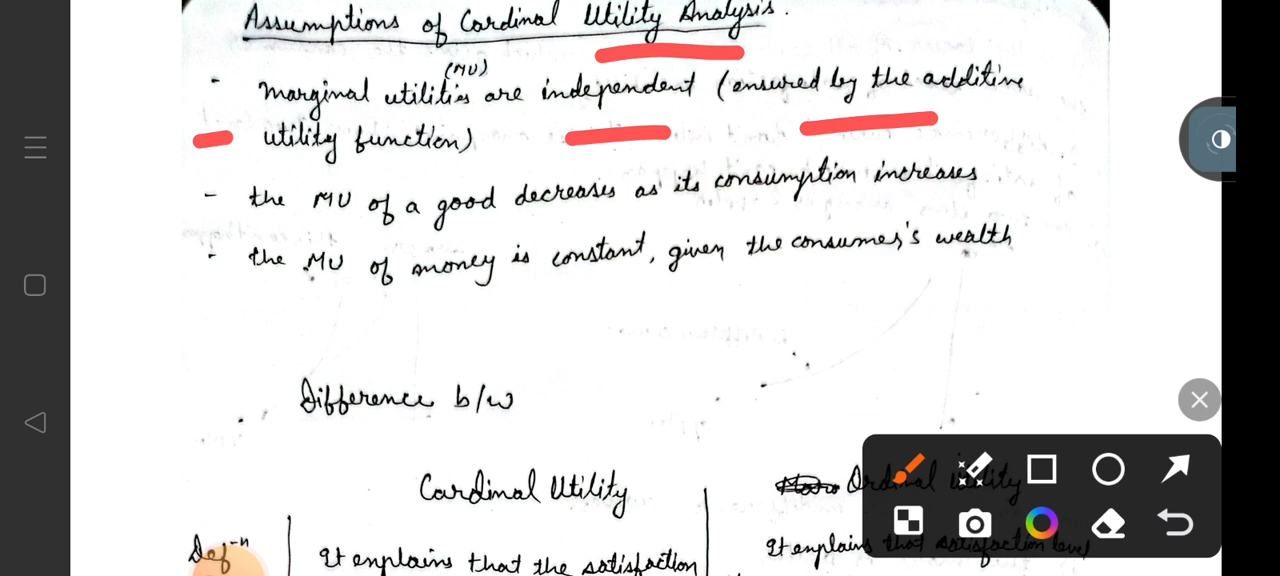 Assumptions of Cardinal Utility Analysis.
(MU)
- Marginal utilities are independent (ensured by the additive
utility function)
- the MU of a good decreases as its consumption increases
- the MU of money is constant, given the consumer's wealth
Difference b/w
Cardinal Utility
Ordinal Utility
Def-n
It explains that the satisfaction
It explains that satisfaction level